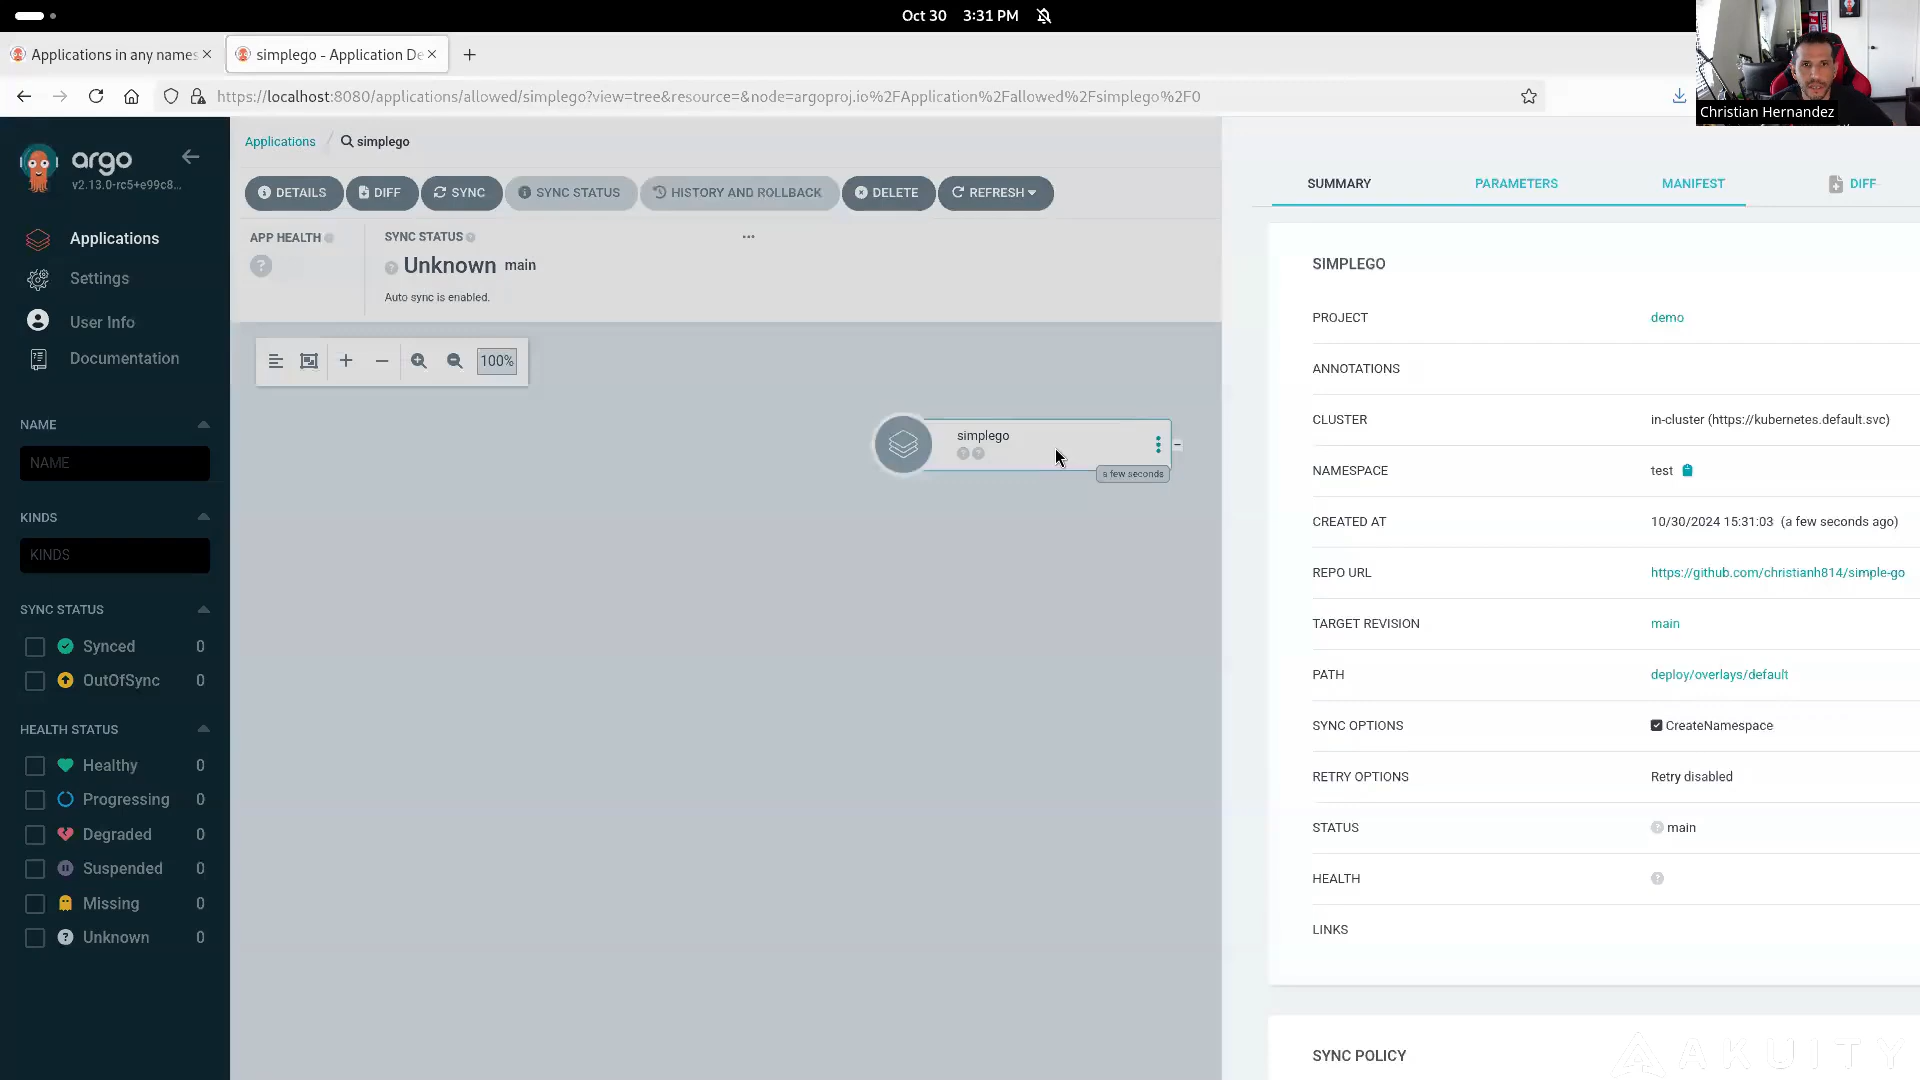 Oct 30 3:31 PM
Applications in any names
simplego - Application De
https://localhost:8080/applications/allowed/simplego?view=tree&resource=&node=argoproj.io%2FApplication%2Fallowed%2Fsimplego%2F0
Christian Hernandez
argo
v2.13.0-rc5+e99c8...
Applications
Settings
User Info
Documentation
NAME
NAME
KINDS
KINDS
SYNC STATUS
Synced 0
OutOfSync 0
HEALTH STATUS
Healthy 0
Progressing 0
Degraded 0
Suspended 0
Missing 0
Unknown 0
Applications / simplego
DETAILS DIFF SYNC SYNC STATUS HISTORY AND ROLLBACK DELETE REFRESH
APP HEALTH
SYNC STATUS
Unknown main
Auto sync is enabled.
100%
simplego
a few seconds
SUMMARY PARAMETERS MANIFEST DIFF
SIMPLEGO
PROJECT demo
ANNOTATIONS
CLUSTER in-cluster (https://kubernetes.default.svc)
NAMESPACE test
CREATED AT 10/30/2024 15:31:03 (a few seconds ago)
REPO URL https://github.com/christianh814/simple-go
TARGET REVISION main
PATH deploy/overlays/default
SYNC OPTIONS CreateNamespace
RETRY OPTIONS Retry disabled
STATUS main
HEALTH
LINKS
SYNC POLICY
AKUITY